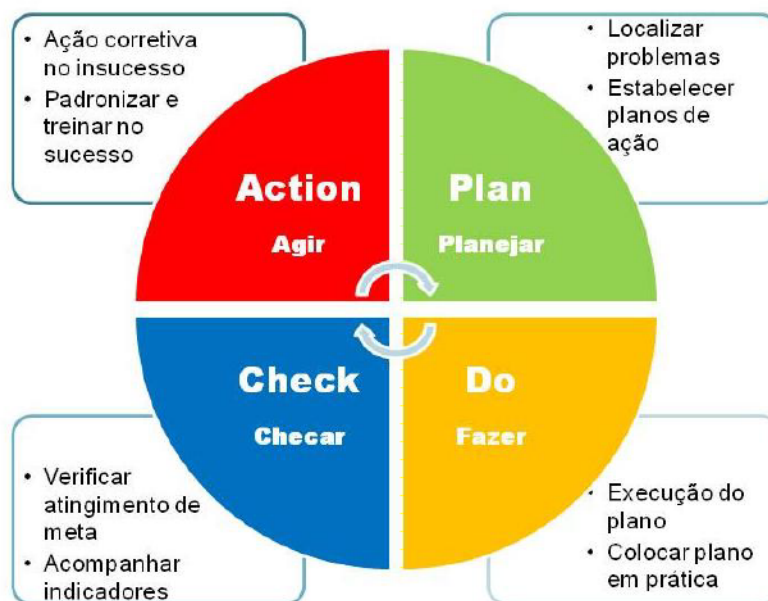 • Ação corretiva
no insucesso
• Padronizar e
treinar no
sucesso
• Localizar
problemas
• Estabelecer
planos de
ação
Action
Agir
Plan
Planejar
Check
Checar
Do
Fazer
• Verificar
atingimento de
meta
• Acompanhar
indicadores
• Execução do
plano
• Colocar plano
em prática